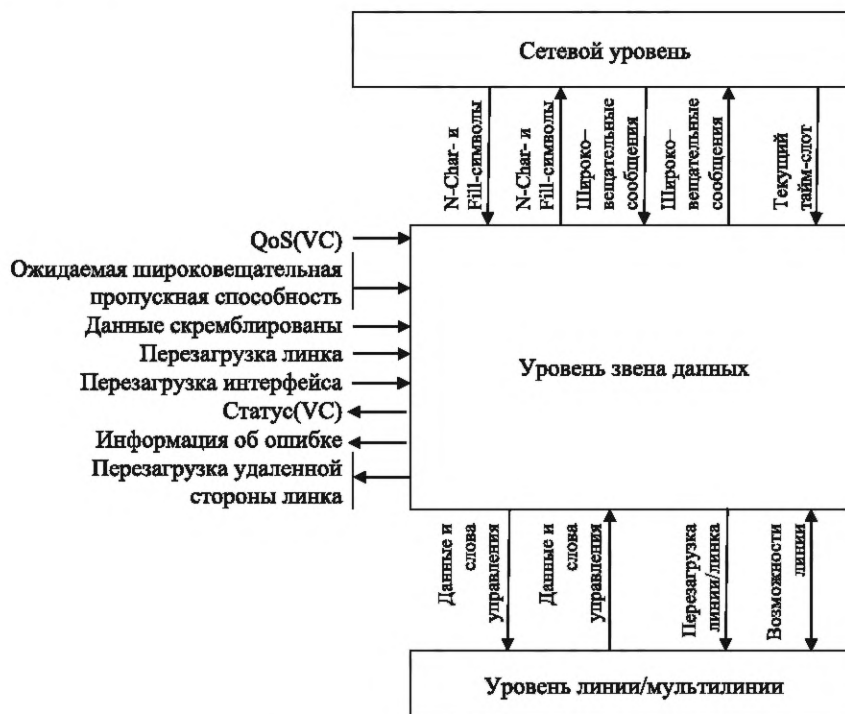 Сетевой уровень
N-Char- и
Fill-символы
N-Char- и
Fill-символы
Широко–
вещательные
сообщения
Широко–
вещательные
сообщения
Текущий
тайм-слот
QoS(VC)
Ожидаемая широковещательная
пропускная способность
Данные скремблированы
Перезагрузка линка
Перезагрузка интерфейса
Статус(VC)
Информация об ошибке
Перезагрузка удаленной
стороны линка
Уровень звена данных
Данные и
слова
управления
Данные и
слова
управления
Перезагрузка
линии/линка
Возможности
линии
Уровень линии/мультилинии